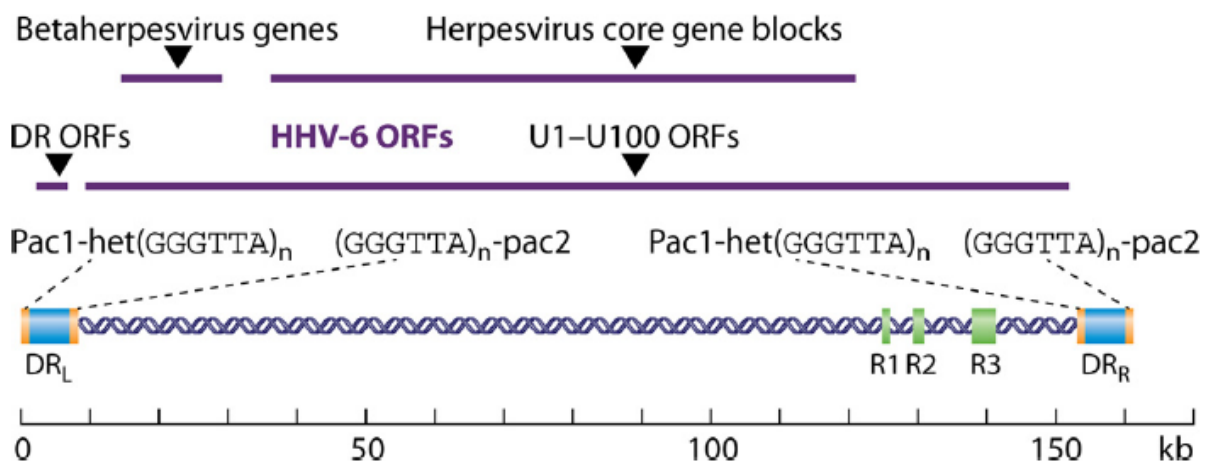 Betaherpesvirus genes Herpesvirus core gene blocks
DR ORFs HHV-6 ORFs U1–U100 ORFs
Pac1-het(GGGTTA)n (GGGTTA)n-pac2 Pac1-het(GGGTTA)n (GGGTTA)n-pac2
DRL R1 R2 R3 DRR
0 50 100 150 kb